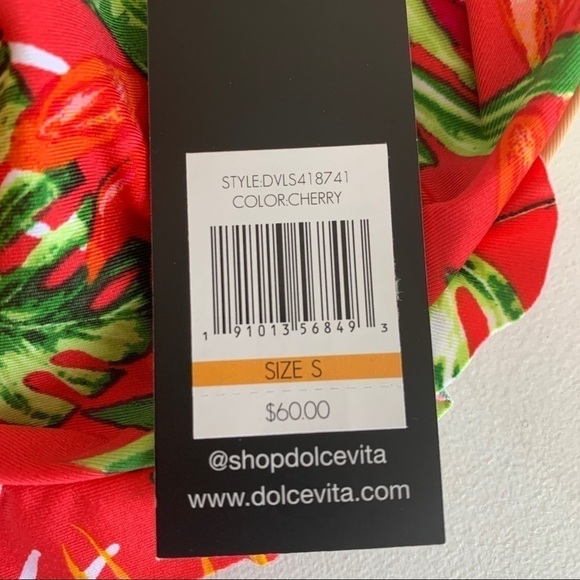 STYLE:DVLS418741
COLOR:CHERRY
1 91013 56849 3
SIZE S
$60.00
@shopdolcevita
www.dolcevita.com